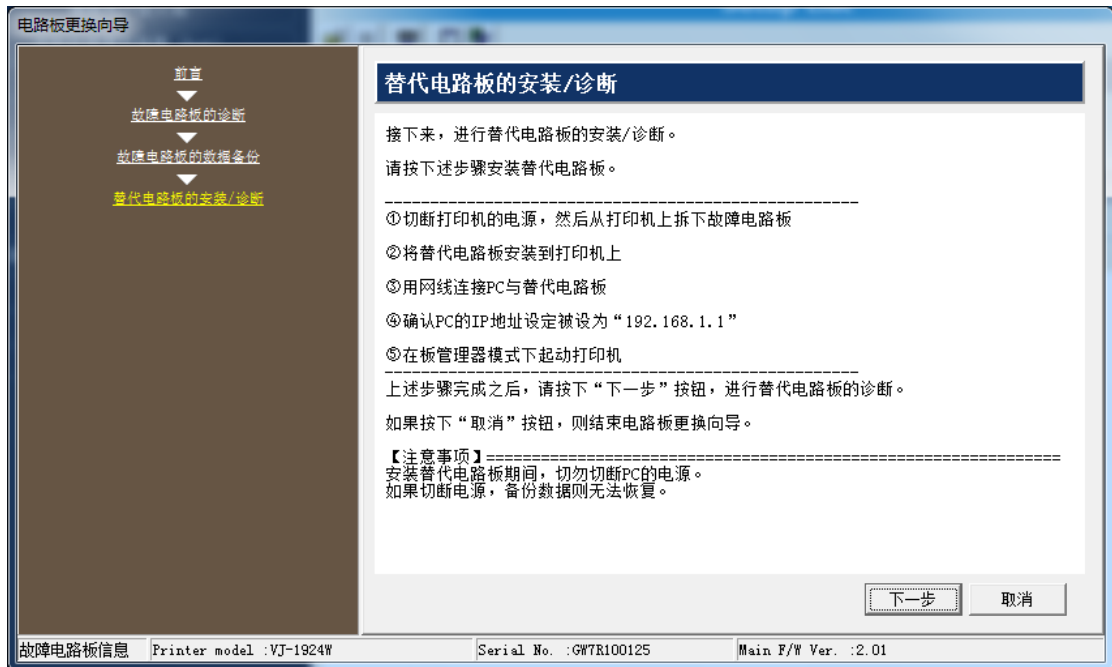 电路板更换向导
前言
故障电路板的诊断
故障电路板的数据备份
替代电路板的安装/诊断
替代电路板的安装/诊断
接下来，进行替代电路板的安装/诊断。
请按下述步骤安装替代电路板。
①切断打印机的电源，然后从打印机上拆下故障电路板
②将替代电路板安装到打印机上
③用网线连接PC与替代电路板
④确认PC的IP地址设定被设为“192.168.1.1”
⑤在板管理器模式下起动打印机
上述步骤完成之后，请按下“下一步”按钮，进行替代电路板的诊断。
如果按下“取消”按钮，则结束电路板更换向导。
【注意事项】===============================================================
安装替代电路板期间，切勿切断PC的电源。
如果切断电源，备份数据则无法恢复。
下一步 取消
故障电路板信息 Printer model :VJ-1924W Serial No. :GW7R100125 Main F/W Ver. :2.01